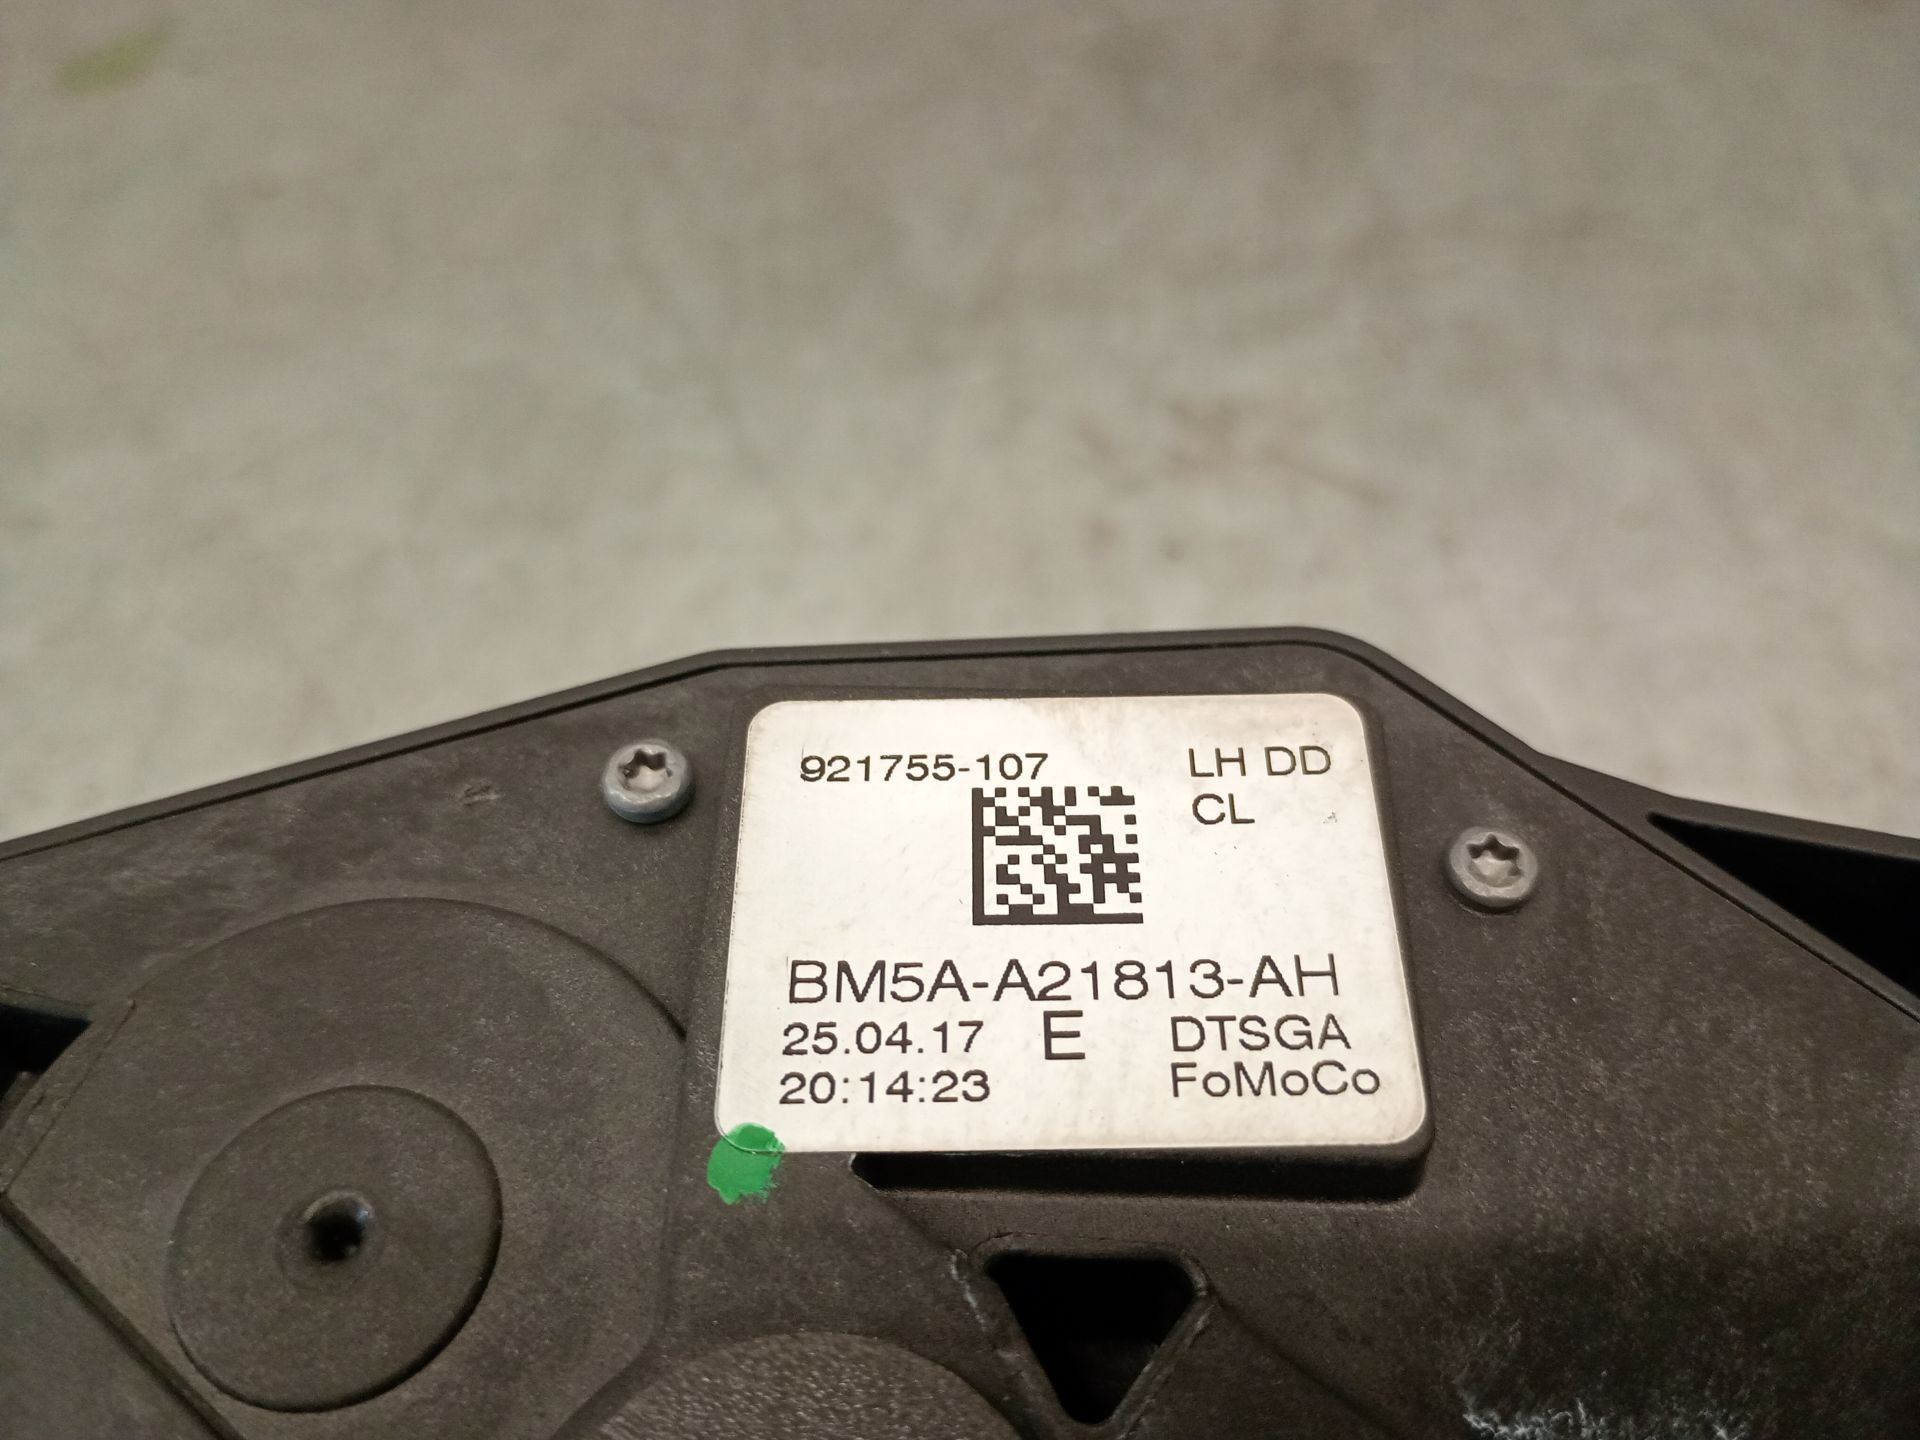 921755-107 LH DD
CL
BM5A-A21813-AH
25.04.17 E DTSGA
20:14:23 FoMoCo